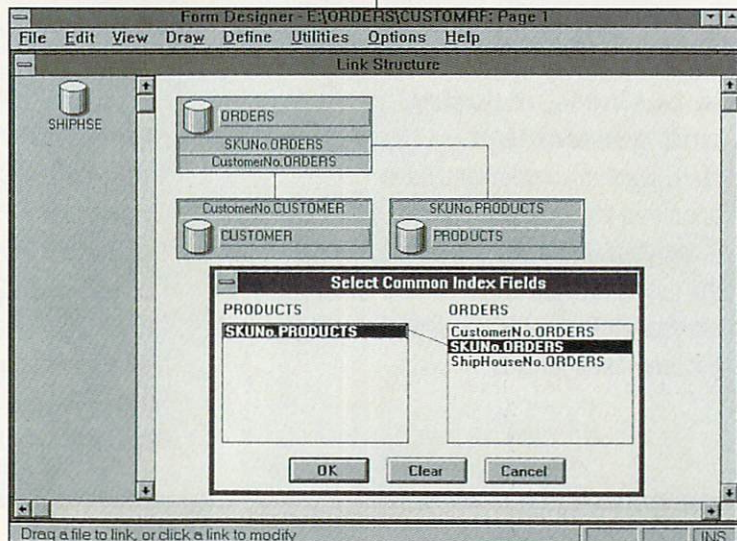 Form Designer - E:\ORDERS\CUSTOMRF: Page 1
File Edit View Draw Define Utilities Options Help
Link Structure
SHIPHSE
ORDERS
SKUNo.ORDERS
CustomerNo.ORDERS
CustomerNo.CUSTOMER
CUSTOMER
SKUNo.PRODUCTS
PRODUCTS
Select Common Index Fields
PRODUCTS
SKUNo.PRODUCTS
ORDERS
CustomerNo.ORDERS
SKUNo.ORDERS
ShipHouseNo.ORDERS
OK Clear Cancel
Drag a file to link, or click a link to modify
INS